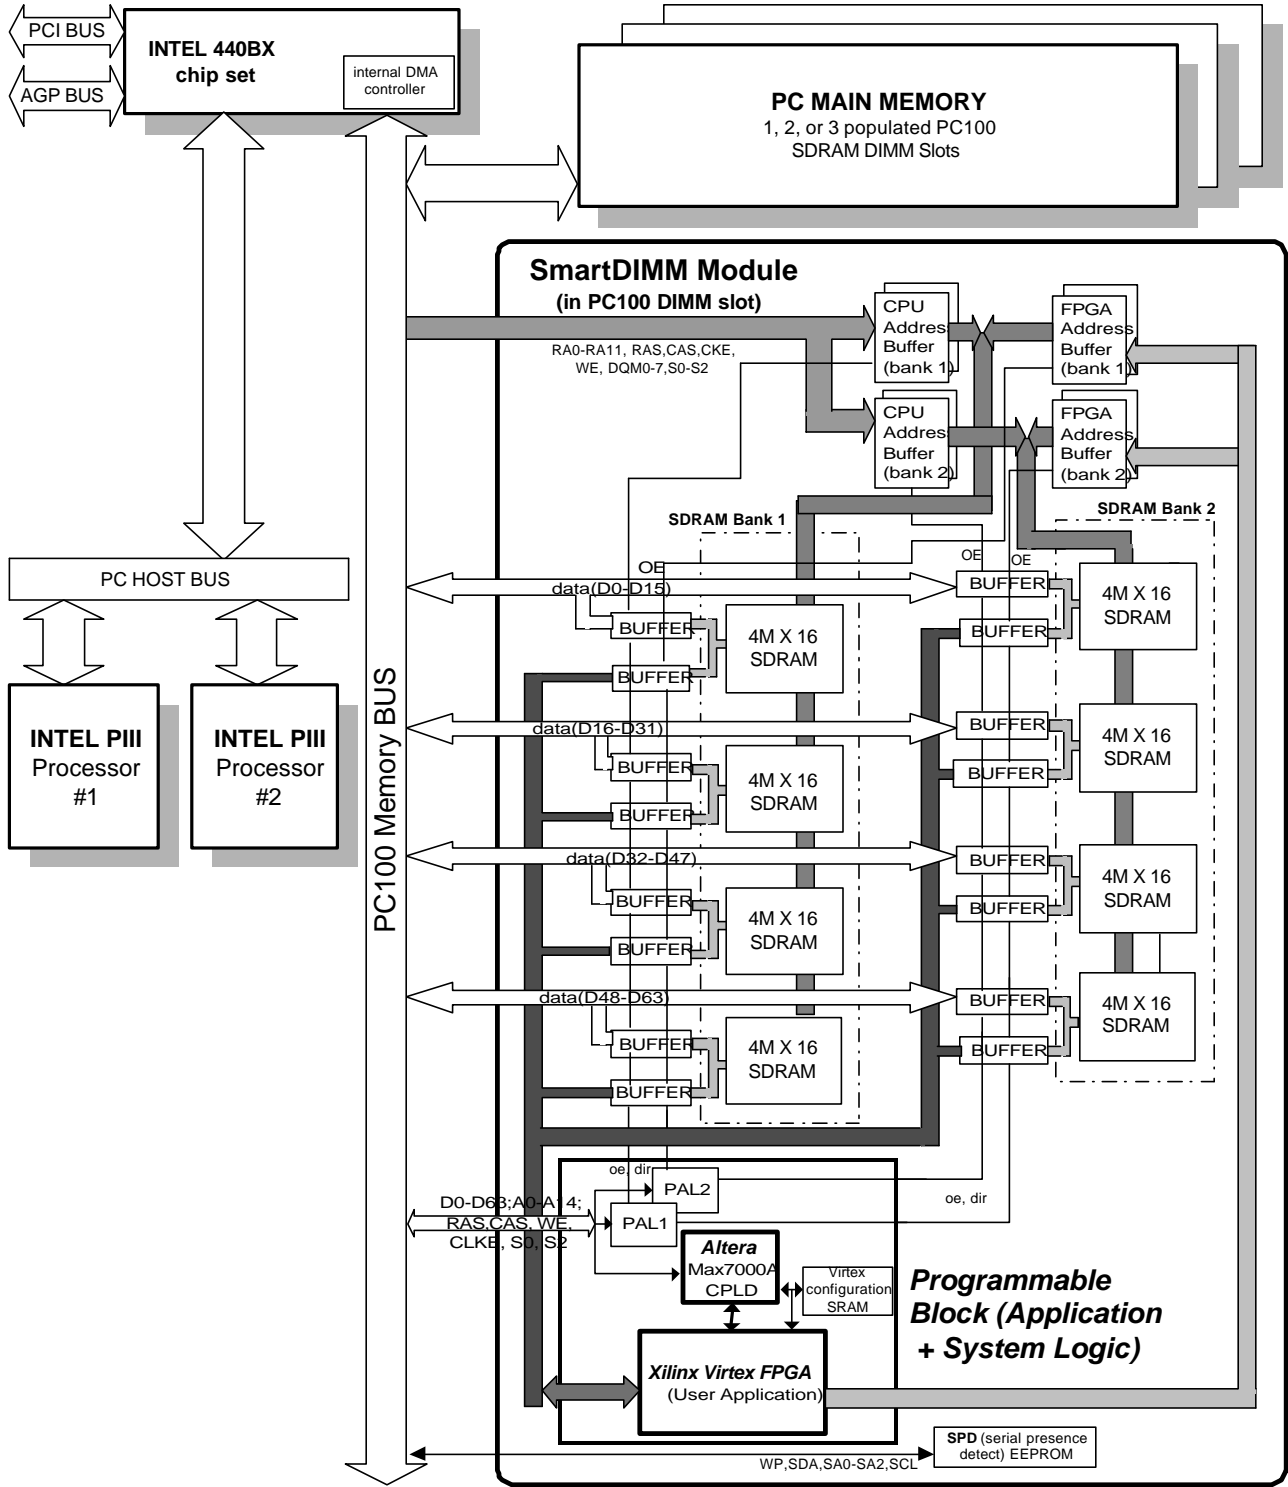 PCI BUS
AGP BUS
INTEL 440BX
chip set
internal DMA
controller
PC MAIN MEMORY
1, 2, or 3 populated PC100
SDRAM DIMM Slots
SmartDIMM Module
(in PC100 DIMM slot)
RA0-RA11, RAS,CAS,CKE,
WE, DQM0-7,S0-S2
CPU
Address
Buffer
(bank 1)
FPGA
Address
Buffer
(bank 1)
CPU
Address
Buffer
(bank 2)
FPGA
Address
Buffer
(bank 2)
SDRAM Bank 1
SDRAM Bank 2
OE
OE
OE
PC HOST BUS
INTEL PIII
Processor
#1
INTEL PIII
Processor
#2
PC100 Memory BUS
data(D0-D15)
BUFFER
BUFFER
4M X 16
SDRAM
BUFFER
BUFFER
4M X 16
SDRAM
data(D16-D31)
BUFFER
BUFFER
4M X 16
SDRAM
BUFFER
BUFFER
4M X 16
SDRAM
data(D32-D47)
BUFFER
BUFFER
4M X 16
SDRAM
BUFFER
BUFFER
4M X 16
SDRAM
data(D48-D63)
BUFFER
BUFFER
4M X 16
SDRAM
BUFFER
BUFFER
4M X 16
SDRAM
oe, dir
oe, dir
D0-D63;A0-A14;
RAS,CAS, WE,
CLKE, S0, S2
PAL2
PAL1
Altera
Max7000A
CPLD
Virtex
configuration
SRAM
Programmable
Block (Application
+ System Logic)
Xilinx Virtex FPGA
(User Application)
SPD (serial presence
detect) EEPROM
WP,SDA,SA0-SA2,SCL